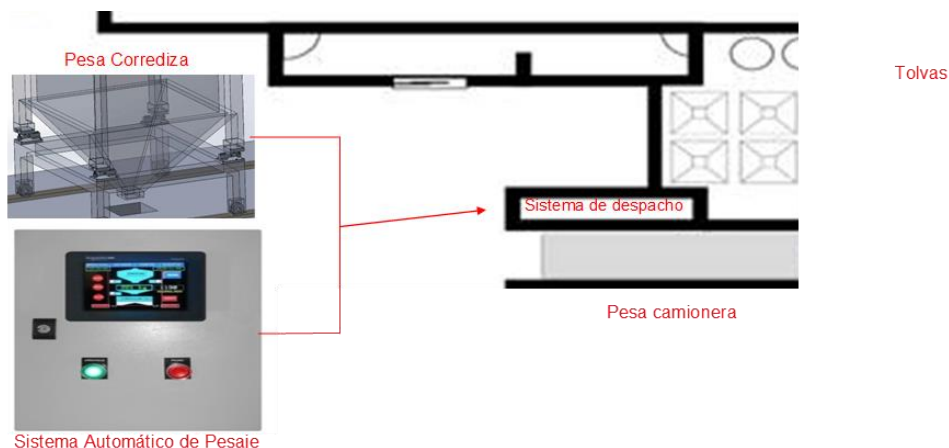 Pesa Corrediza
Tolvas
Sistema de despacho
Pesa camionera
Sistema Automático de Pesaje